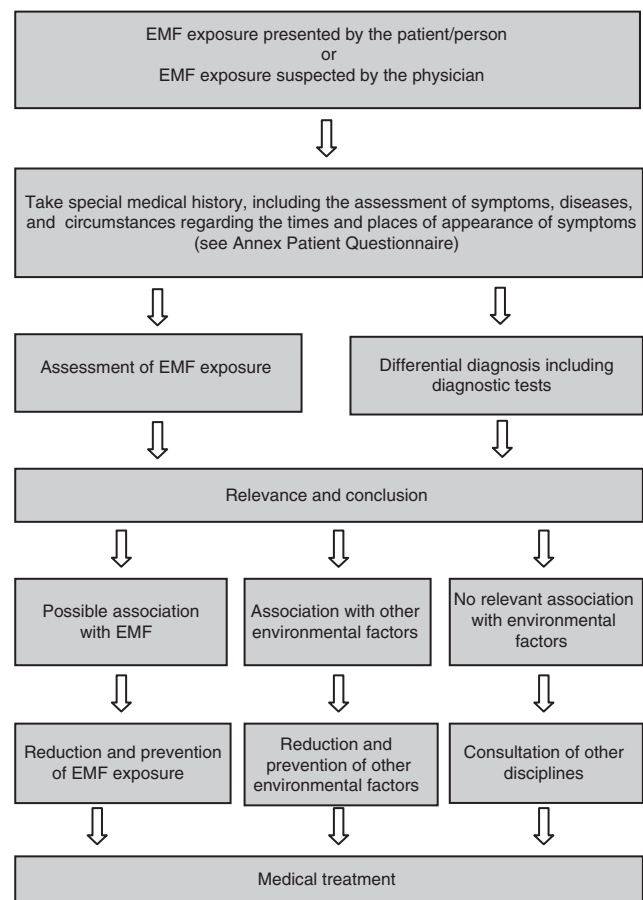 EMF exposure presented by the patient/person
or
EMF exposure suspected by the physician
Take special medical history, including the assessment of symptoms, diseases,
and circumstances regarding the times and places of appearance of symptoms
(see Annex Patient Questionnaire)
Assessment of EMF exposure
Differential diagnosis including
diagnostic tests
Relevance and conclusion
Possible association
with EMF
Association with other
environmental factors
No relevant association
with environmental
factors
Reduction and prevention
of EMF exposure
Reduction and
prevention of other
environmental factors
Consultation of other
disciplines
Medical treatment